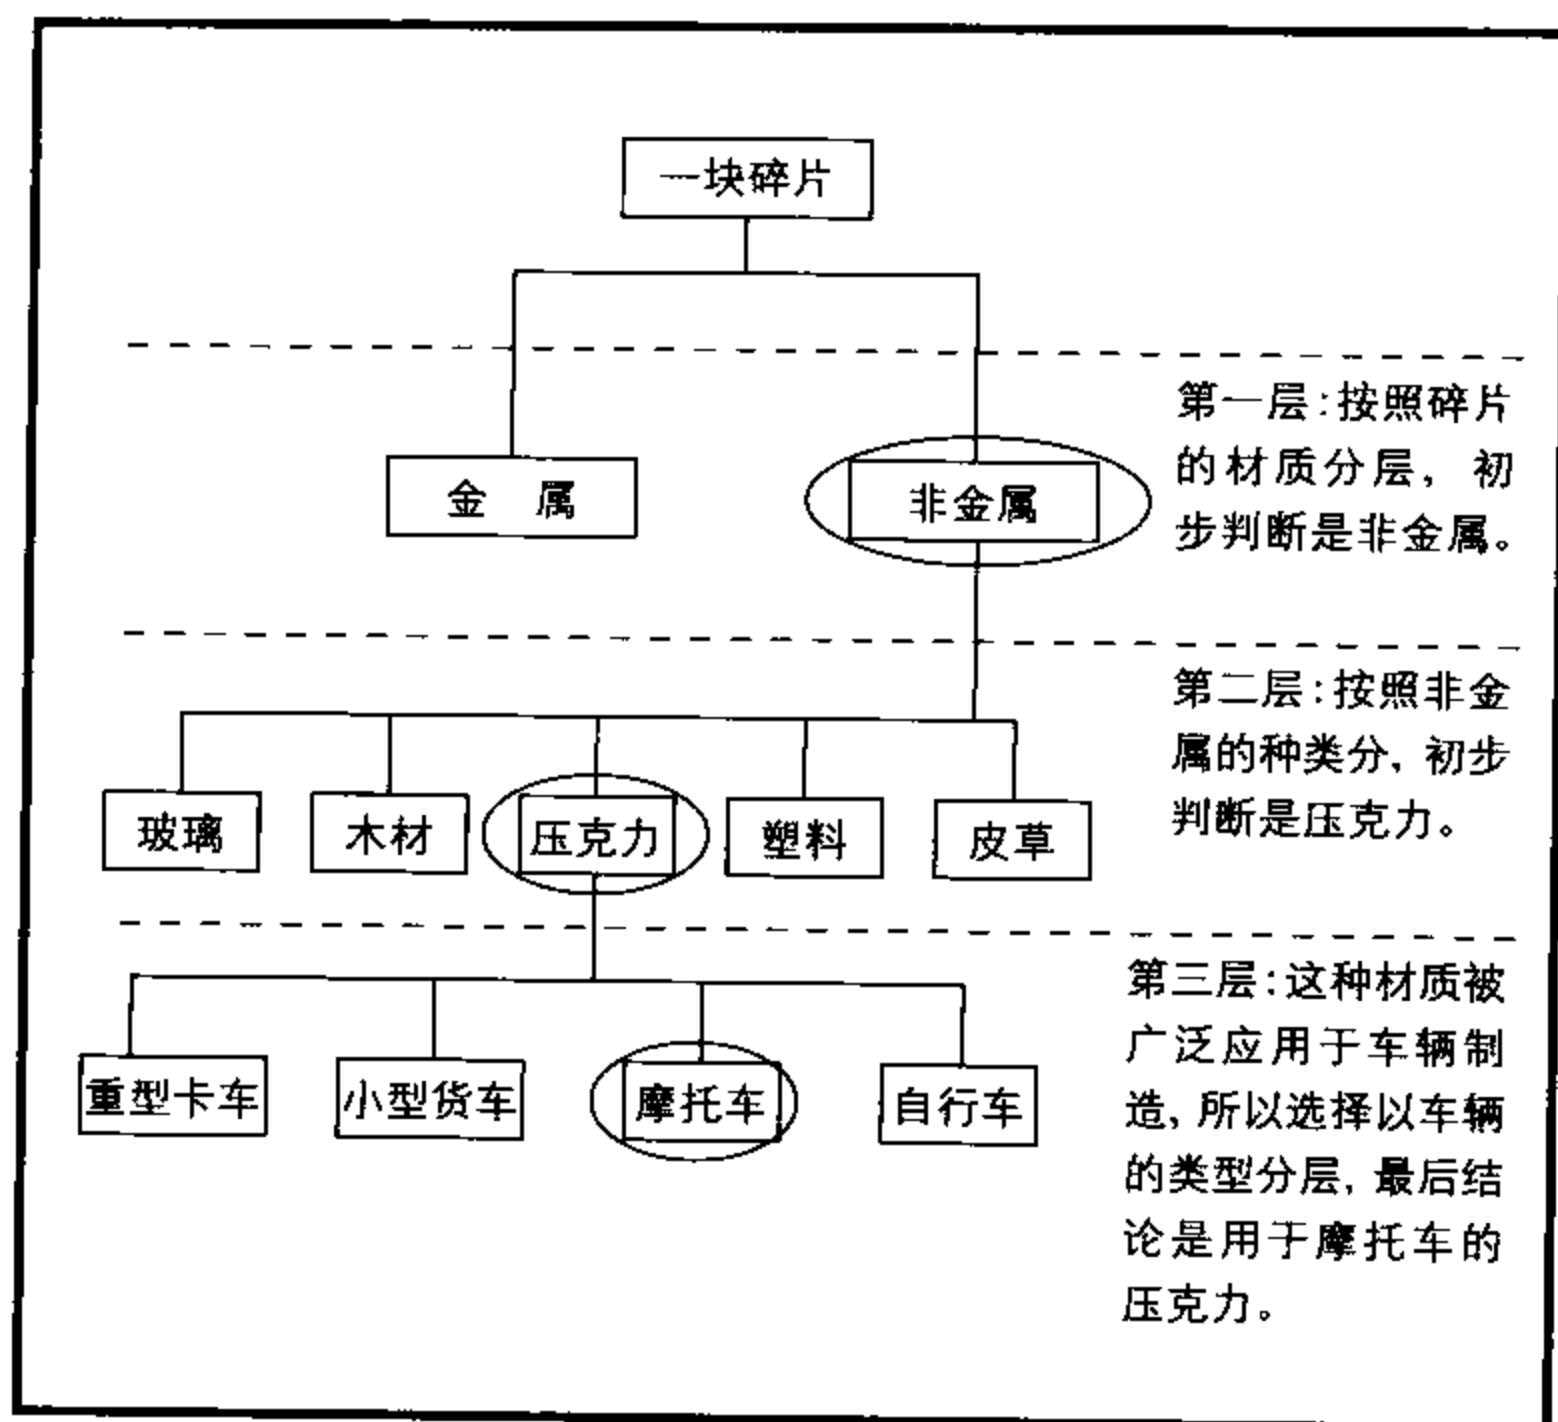 一块碎片
第一层:按照碎片
的材质分层，初
步判断是非金属。
金 属
非金属
第二层:按照非金
属的种类分,初步
判断是压克力。
玻璃
木材
压克力
塑料
皮草
第三层:这种材质被
广泛应用于车辆制
造,所以选择以车辆
的类型分层,最后结
论是用于摩托车的
压克力。
重型卡车
小型货车
摩托车
自行车